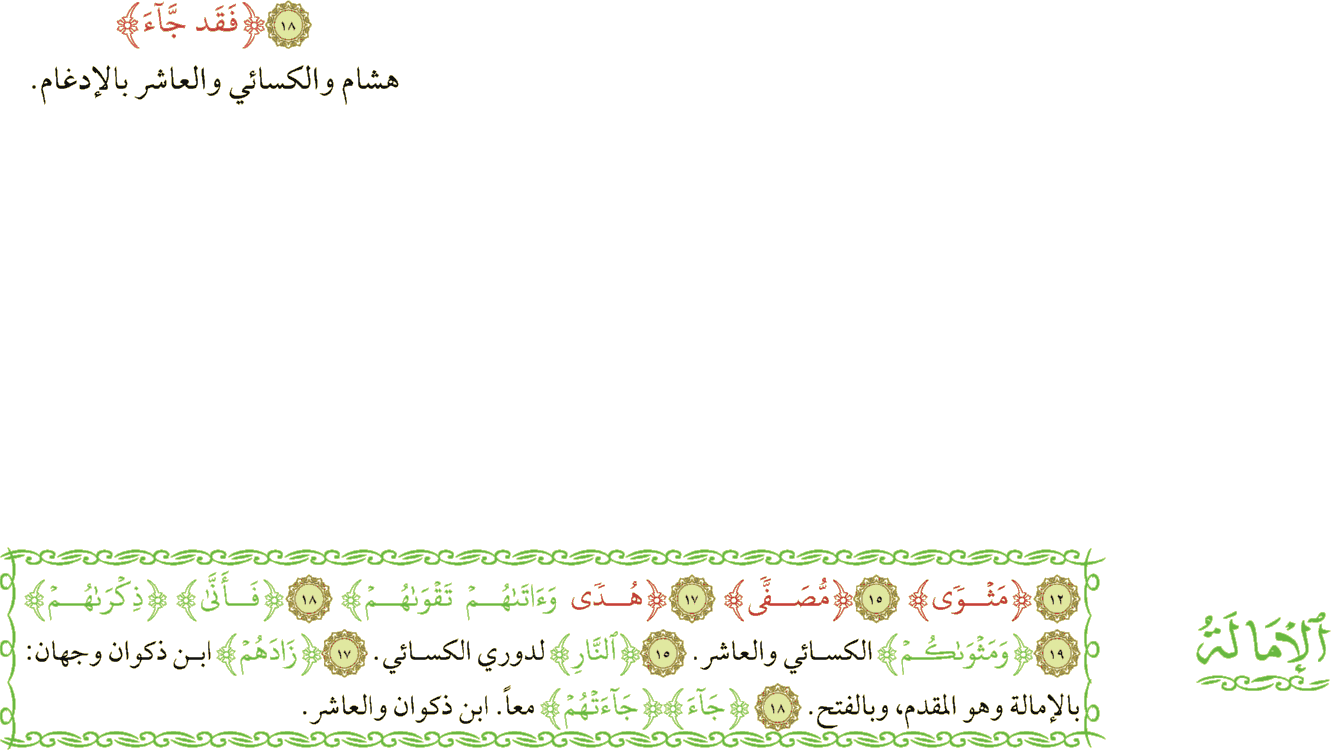 ١٨ ﴿فَقَد جَّآءَ﴾
هشام والكسائي والعاشر بالإدغام.
١٢ ﴿مَثْوًى﴾ ١٥ ﴿مُّصَفًّى﴾ ١٧ ﴿هُدًى وَءَاتَىٰهُمْ تَقْوَىٰهُمْ﴾ ١٨ ﴿فَأَنَّىٰ﴾ ﴿ذِكْرَىٰهُمْ﴾
١٩ ﴿وَمَثْوَىٰكُمْ﴾ الكسائي والعاشر. ١٥ ﴿ٱلنَّارِ﴾ لدوري الكسائي. ١٧ ﴿زَادَهُمْ﴾ ابن ذكوان وجهان:
بالإمالة وهو المقدم، وبالفتح. ١٨ ﴿جَآءَ﴾ ﴿جَآءَتْهُمْ﴾ معاً. ابن ذكوان والعاشر.
ٱلْإِمَالَةُ